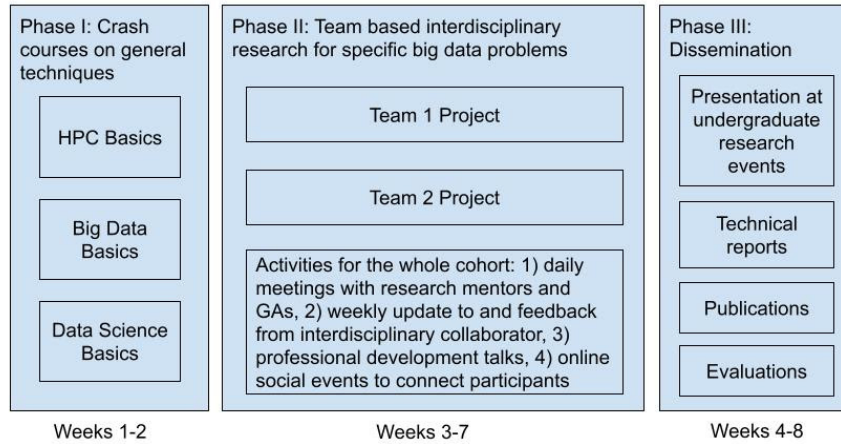 Phase I: Crash
courses on general
techniques
HPC Basics
Big Data
Basics
Data Science
Basics
Weeks 1-2
Phase II: Team based interdisciplinary
research for specific big data problems
Team 1 Project
Team 2 Project
Activities for the whole cohort: 1) daily
meetings with research mentors and
GAs, 2) weekly update to and feedback
from interdisciplinary collaborator, 3)
professional development talks, 4) online
social events to connect participants
Weeks 3-7
Phase III:
Dissemination
Presentation at
undergraduate
research
events
Technical
reports
Publications
Evaluations
Weeks 4-8